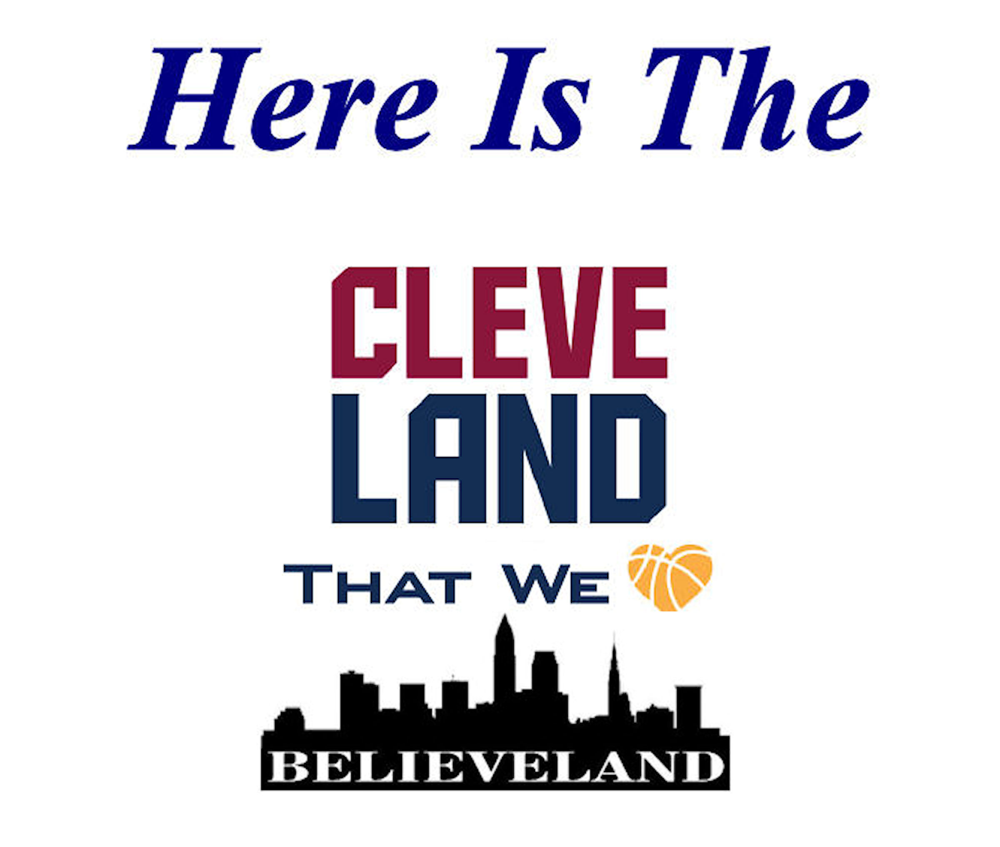 Here Is The
CLEVE
LAND
THAT WE
BELIEVELAND